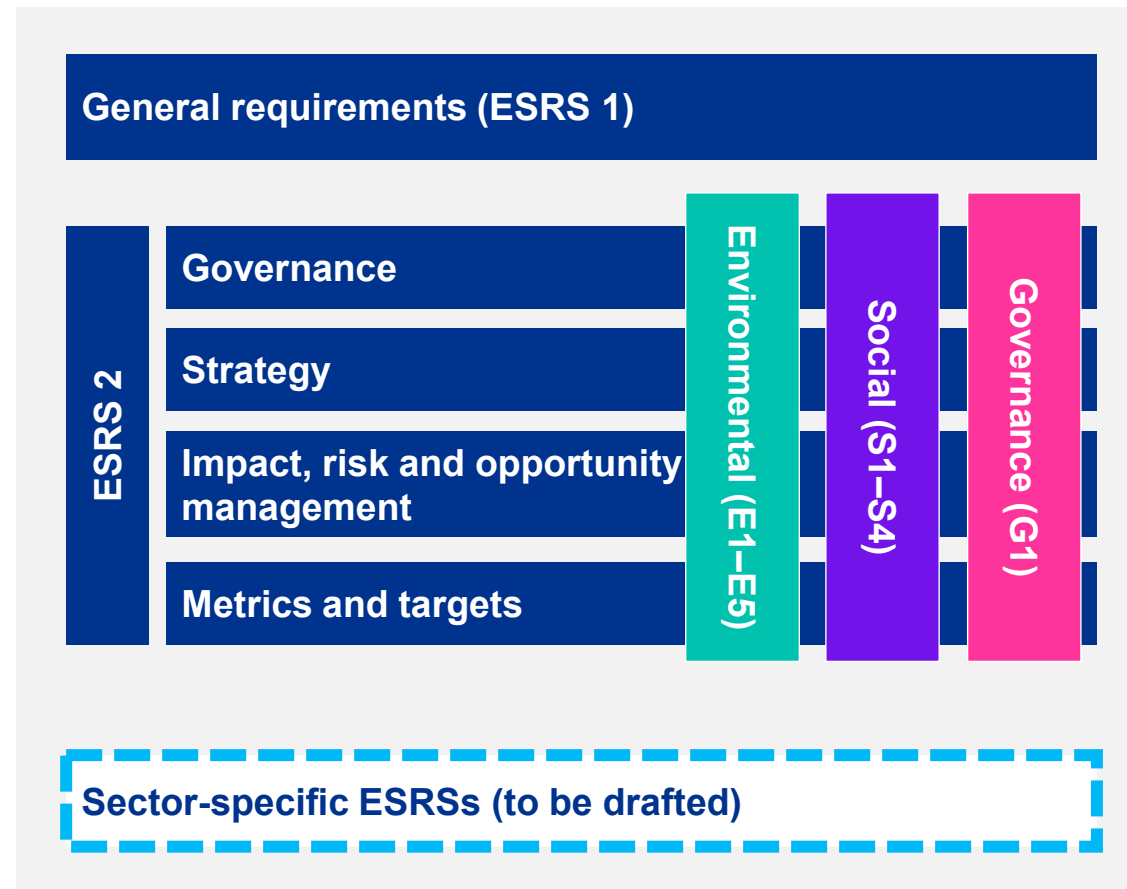 General requirements (ESRS 1)
ESRS 2
Governance
Strategy
Impact, risk and opportunity
management
Metrics and targets
Environmental (E1–E5)
Social (S1–S4)
Governance (G1)
Sector-specific ESRSs (to be drafted)